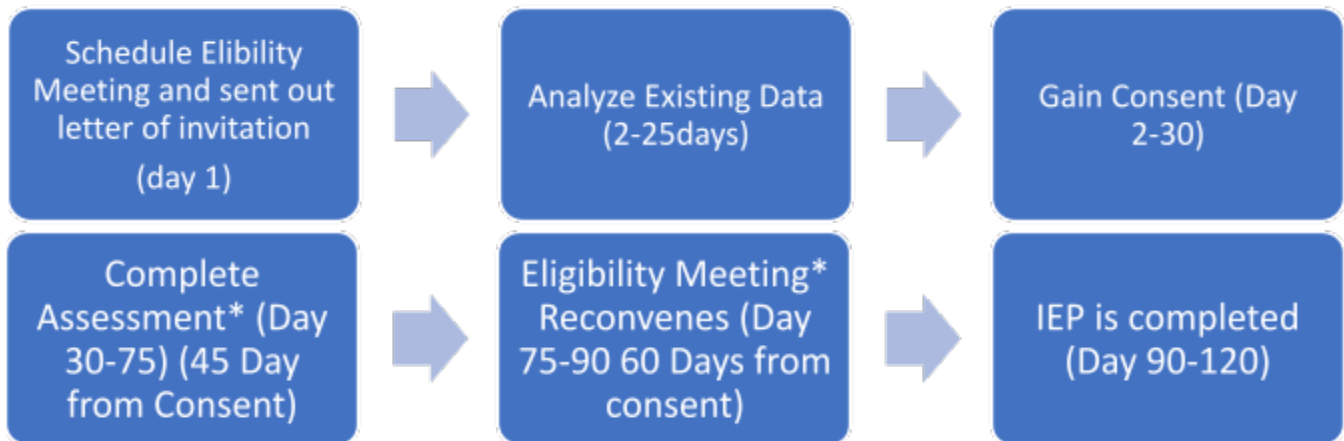 Schedule Elibility
Meeting and sent out
letter of invitation
(day 1)
Analyze Existing Data
(2-25days)
Gain Consent (Day
2-30)
Complete
Assessment* (Day
30-75) (45 Day
from Consent)
Eligibility Meeting*
Reconvenes (Day
75-90 60 Days from
consent)
IEP is completed
(Day 90-120)